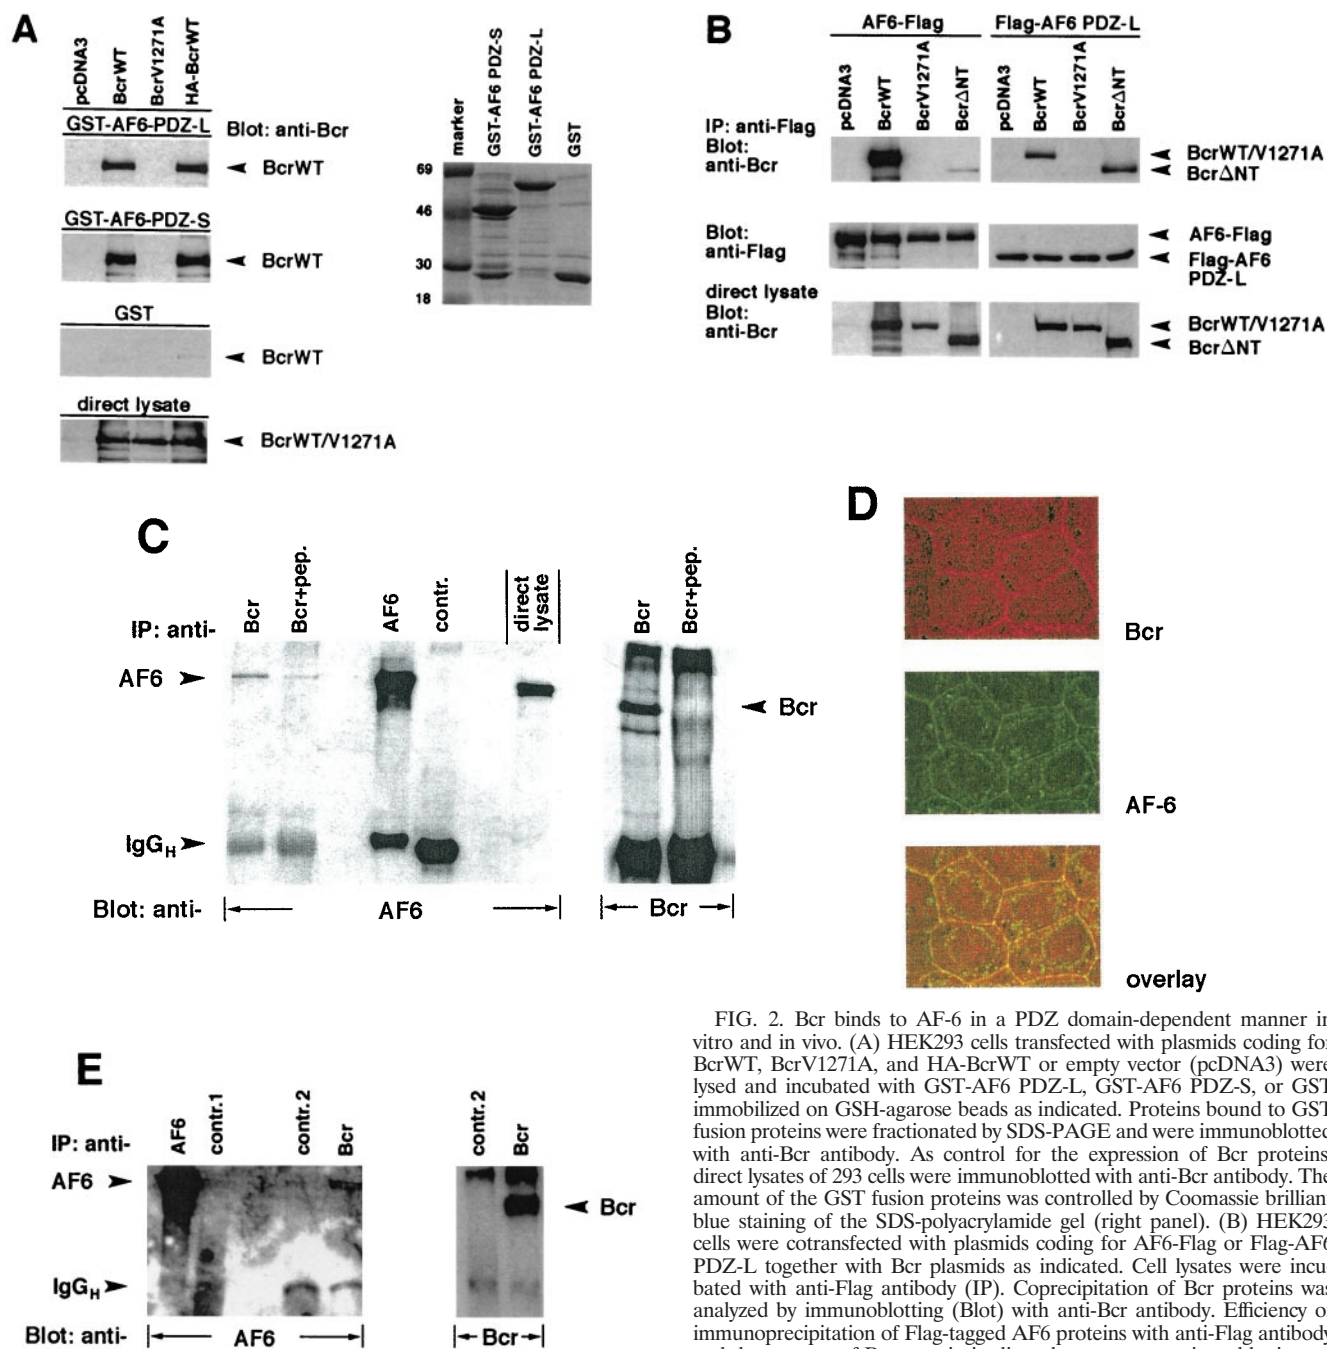 A
pcDNA3
BcrWT
BcrV1271A
HA-BcrWT
GST-AF6-PDZ-L
Blot: anti-Bcr
BcrWT
GST-AF6-PDZ-S
BcrWT
GST
BcrWT
direct lysate
BcrWT/V1271A
marker
GST-AF6 PDZ-S
GST-AF6 PDZ-L
GST
69
46
30
18
B
AF6-Flag
Flag-AF6 PDZ-L
pcDNA3
BcrWT
BcrV1271A
BcrΔNT
pcDNA3
BcrWT
BcrV1271A
BcrΔNT
IP: anti-Flag
Blot:
anti-Bcr
BcrWT/V1271A
BcrΔNT
Blot:
anti-Flag
AF6-Flag
Flag-AF6
PDZ-L
direct lysate
Blot:
anti-Bcr
BcrWT/V1271A
BcrΔNT
C
IP: anti-
Bcr
Bcr+pep.
AF6
contr.
direct
lysate
Bcr
Bcr+pep.
AF6
Bcr
IgGH
Blot: anti-
AF6
Bcr
D
Bcr
AF-6
overlay
E
IP: anti-
AF6
contr.1
contr.2
Bcr
contr.2
Bcr
AF6
Bcr
IgGH
Blot: anti-
AF6
Bcr
FIG. 2. Bcr binds to AF-6 in a PDZ domain-dependent manner in
vitro and in vivo. (A) HEK293 cells transfected with plasmids coding for
BcrWT, BcrV1271A, and HA-BcrWT or empty vector (pcDNA3) were
lysed and incubated with GST-AF6 PDZ-L, GST-AF6 PDZ-S, or GST
immobilized on GSH-agarose beads as indicated. Proteins bound to GST
fusion proteins were fractionated by SDS-PAGE and were immunoblotted
with anti-Bcr antibody. As control for the expression of Bcr proteins
direct lysates of 293 cells were immunoblotted with anti-Bcr antibody. The
amount of the GST fusion proteins was controlled by Coomassie brillian
blue staining of the SDS-polyacrylamide gel (right panel). (B) HEK293
cells were cotransfected with plasmids coding for AF6-Flag or Flag-AF6
PDZ-L together with Bcr plasmids as indicated. Cell lysates were incu-
bated with anti-Flag antibody (IP). Coprecipitation of Bcr proteins was
analyzed by immunoblotting (Blot) with anti-Bcr antibody. Efficiency o
immunoprecipitation of Flag-tagged AF6 proteins with anti-Flag antibody